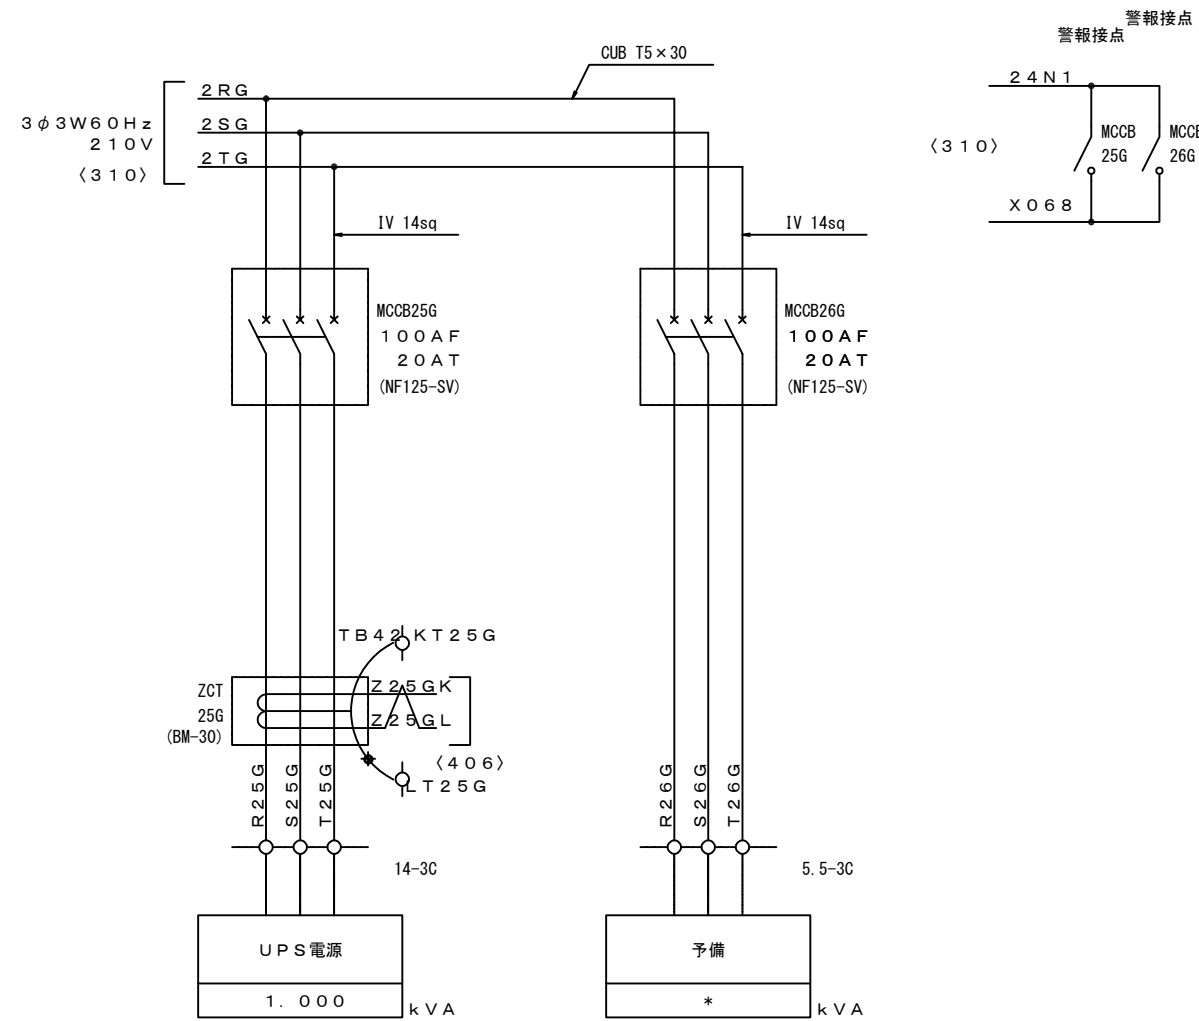 警報接点
警報接点
CUB T5×30
3φ3W60Hz
210V
〈310〉
2RG
2SG
2TG
24N1
〈310〉
MCCB
25G
MCCB
26G
X068
IV 14sq
IV 14sq
MCCB25G
100AF
20AT
(NF125-SV)
MCCB26G
100AF
20AT
(NF125-SV)
TB42 KT25G
ZCT
25G
(BM-30)
Z25GK
Z25GL
〈406〉
LT25G
R25G
S25G
T25G
R26G
S26G
T26G
14-3C
5.5-3C
UPS電源
1.000
kVA
予備
*
kVA